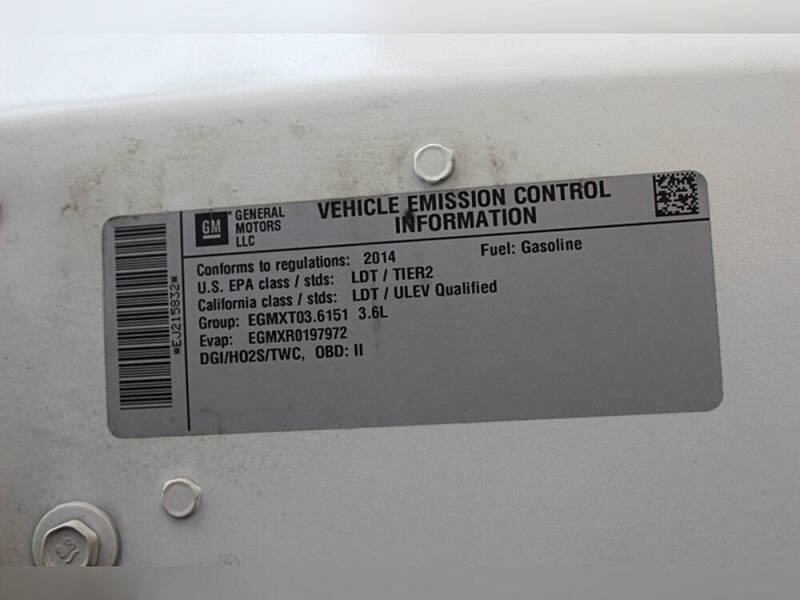 *EJ215832*
GM
GENERAL
MOTORS
LLC
VEHICLE EMISSION CONTROL
INFORMATION
Conforms to regulations: 2014 Fuel: Gasoline
U.S. EPA class / stds: LDT / TIER2
California class / stds: LDT / ULEV Qualified
Group: EGMXT03.6151 3.6L
Evap: EGMXR0197972
DGI/HO2S/TWC, OBD: II